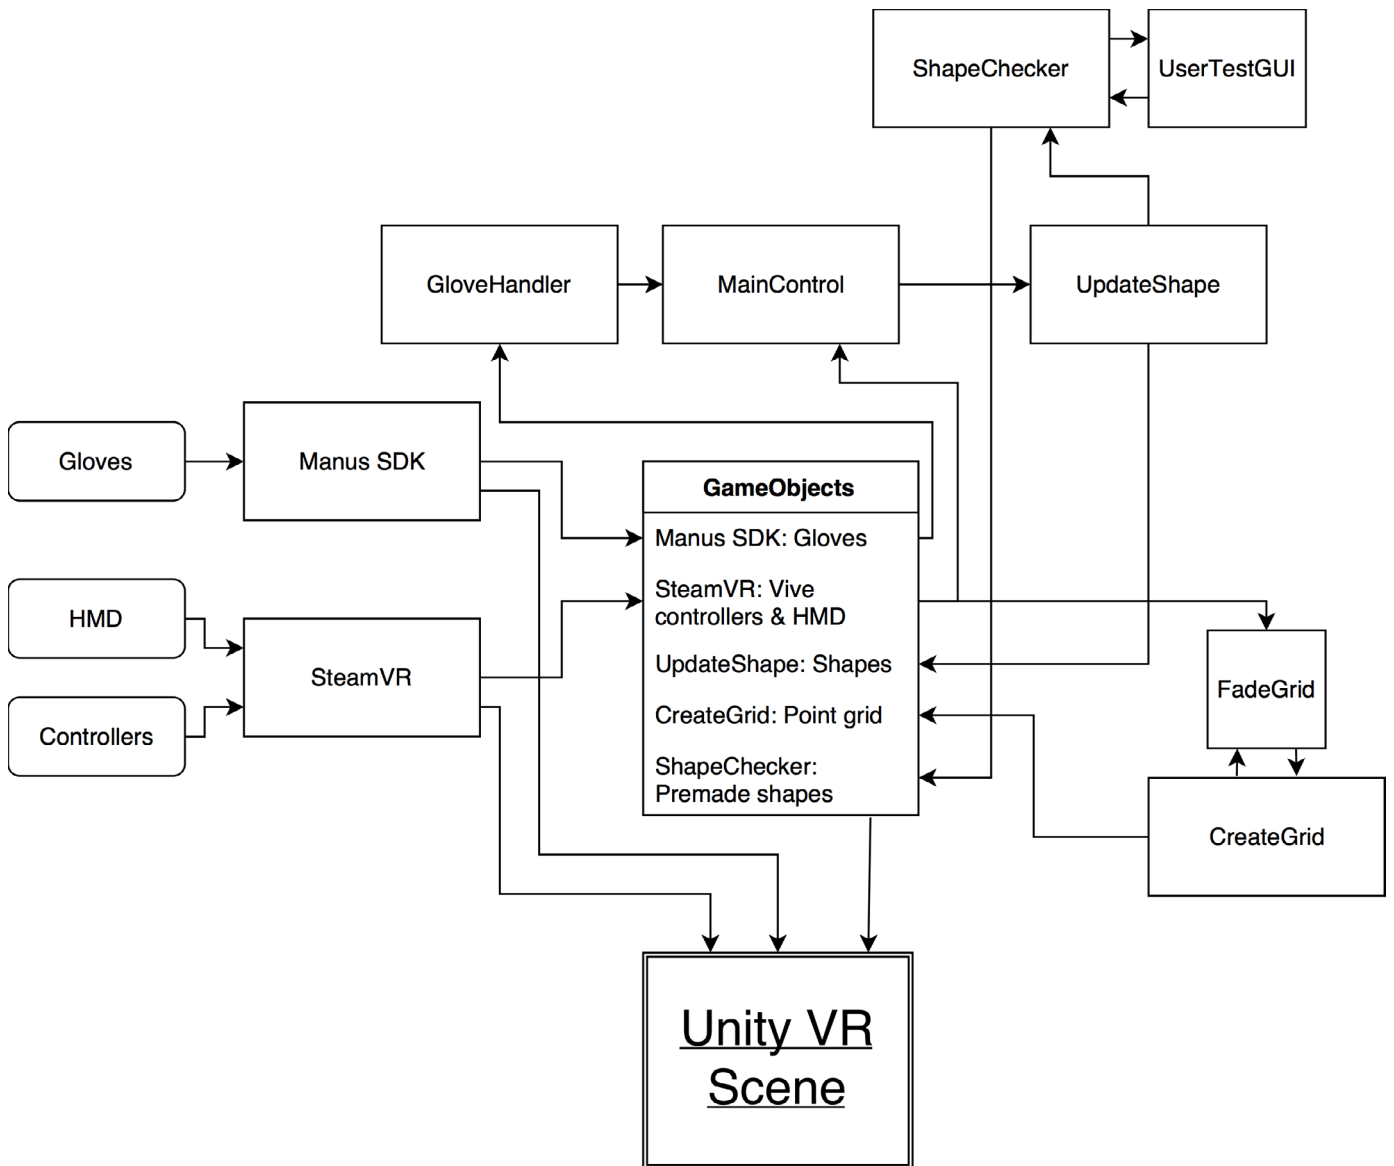 ShapeChecker
UserTestGUI
GloveHandler
MainControl
UpdateShape
Gloves
Manus SDK
GameObjects
Manus SDK: Gloves
SteamVR: Vive
controllers & HMD
UpdateShape: Shapes
CreateGrid: Point grid
ShapeChecker:
Premade shapes
HMD
SteamVR
Controllers
FadeGrid
CreateGrid
Unity VR
Scene